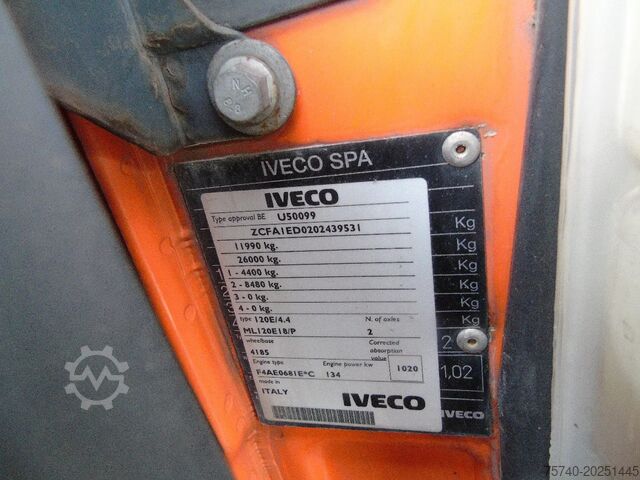 N R
8.8
IVECO SPA
IVECO
Type approval BE U50099
ZCFA1ED0202439531
11990 kg. Kg
26000 kg. Kg
1 - 4400 kg. Kg
2 - 8480 kg. Kg
3 - 0 kg. Kg
4 - 0 kg. Kg
type 120E/4.4 N. of axles
ML120E18/P 2
wheelbase Corrected absorption value
4185 1020
Engine type Engine power kw
F4AE0681E*C 134
1,02
made in
ITALY IVECO
IVECO
75740-20251445